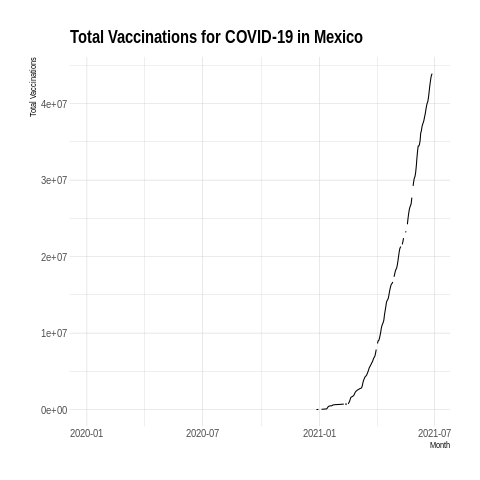 Total Vaccinations for COVID-19 in Mexico
Total Vaccinations
4e+07
3e+07
2e+07
1e+07
0e+00
2020-01 2020-07 2021-01 2021-07
Month